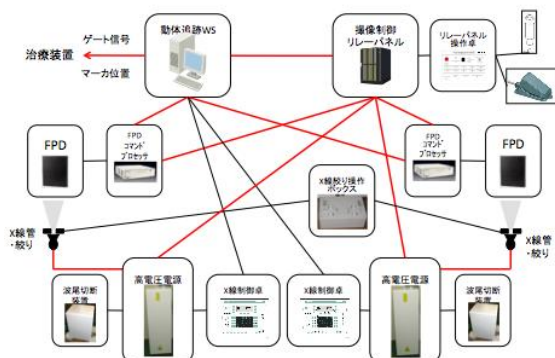 ゲート信号
治療装置
マーカ位置
動体追跡WS
撮像制御
リレーパネル
リレーパネル
操作卓
FPD
FPD
コマンド
プロセッサ
FPD
コマンド
プロセッサ
FPD
X線絞り操作
ボックス
X線管
・絞り
X線管
・絞り
波尾切断
装置
高電圧電源
X線制御卓
X線制御卓
高電圧電源
波尾切断
装置